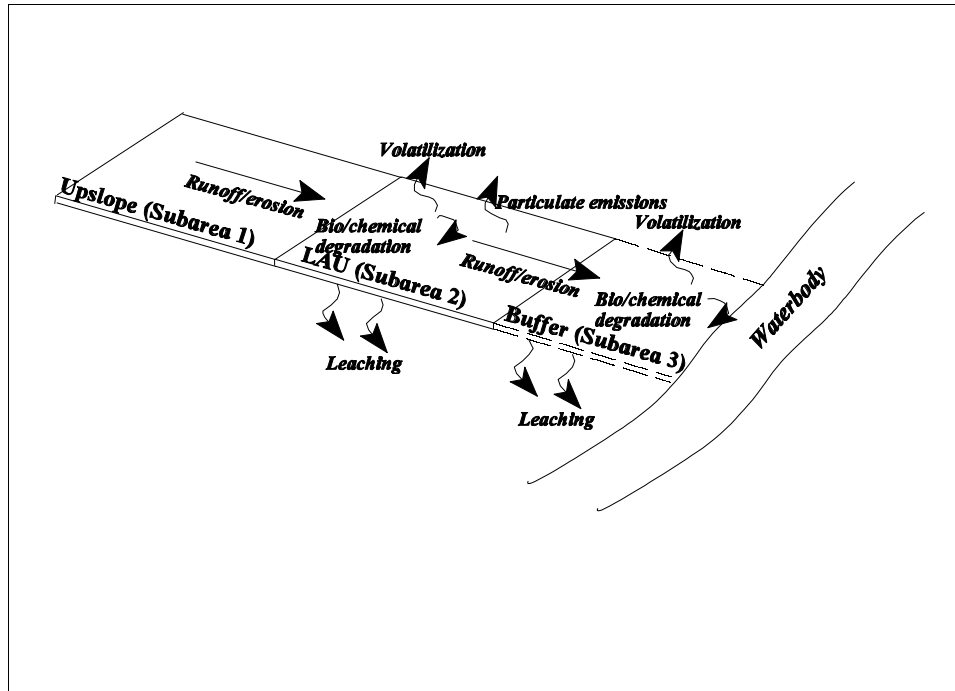 Volatilization
Runoff/erosion
Upslope (Subarea 1)
Particulate emissions
Bio/chemical
degradation
LAU (Subarea 2)
Runoff/erosion
Volatilization
Bio/chemical
degradation
Buffer (Subarea 3)
Waterbody
Leaching
Leaching